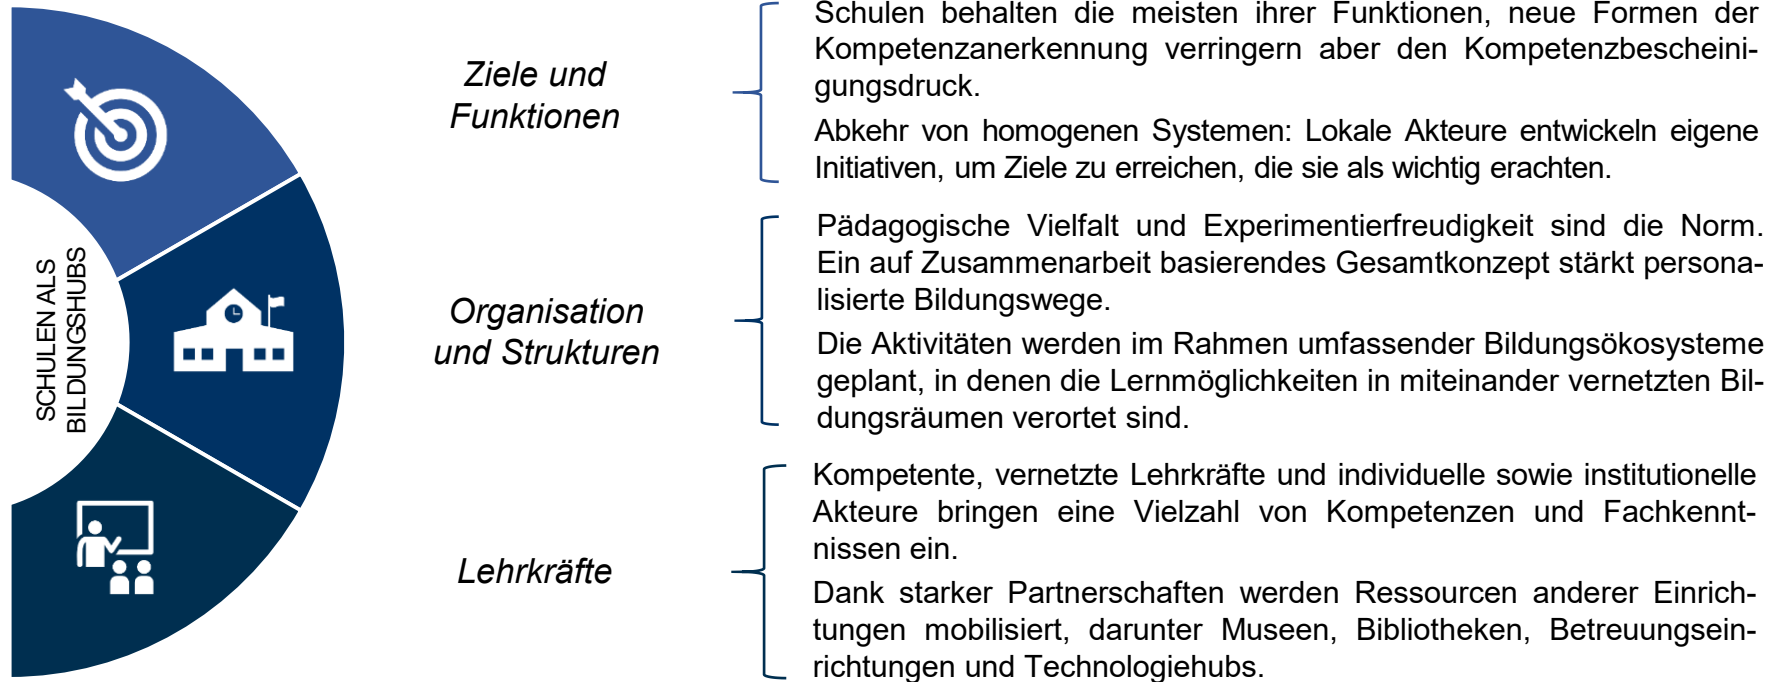 SCHULEN ALS
BILDUNGSHUBS
Ziele und
Funktionen
Schulen behalten die meisten ihrer Funktionen, neue Formen der
Kompetenzanerkennung verringern aber den Kompetenzbescheini-
gungsdruck.
Abkehr von homogenen Systemen: Lokale Akteure entwickeln eigene
Initiativen, um Ziele zu erreichen, die sie als wichtig erachten.
Organisation
und Strukturen
Pädagogische Vielfalt und Experimentierfreudigkeit sind die Norm.
Ein auf Zusammenarbeit basierendes Gesamtkonzept stärkt persona-
lisierte Bildungswege.
Die Aktivitäten werden im Rahmen umfassender Bildungsökosysteme
geplant, in denen die Lernmöglichkeiten in miteinander vernetzten Bil-
dungsräumen verortet sind.
Lehrkräfte
Kompetente, vernetzte Lehrkräfte und individuelle sowie institutionelle
Akteure bringen eine Vielzahl von Kompetenzen und Fachkennt-
nissen ein.
Dank starker Partnerschaften werden Ressourcen anderer Einrich-
tungen mobilisiert, darunter Museen, Bibliotheken, Betreuungsein-
richtungen und Technologiehubs.